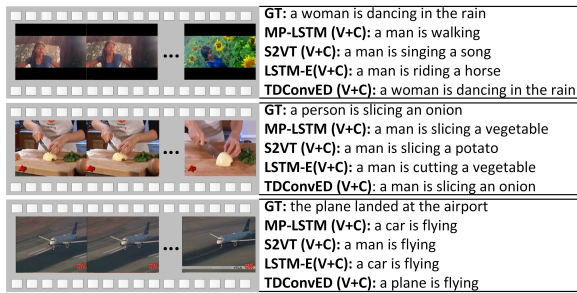 GT: a woman is dancing in the rain
MP-LSTM (V+C): a man is walking
S2VT (V+C): a man is singing a song
LSTM-E(V+C): a man is riding a horse
TDConvED (V+C): a woman is dancing in the rain
GT: a person is slicing an onion
MP-LSTM (V+C): a man is slicing a vegetable
S2VT (V+C): a man is slicing a potato
LSTM-E(V+C): a man is cutting a vegetable
TDConvED (V+C): a man is slicing an onion
GT: the plane landed at the airport
MP-LSTM (V+C): a car is flying
S2VT (V+C): a man is flying
LSTM-E(V+C): a car is flying
TDConvED (V+C): a plane is flying